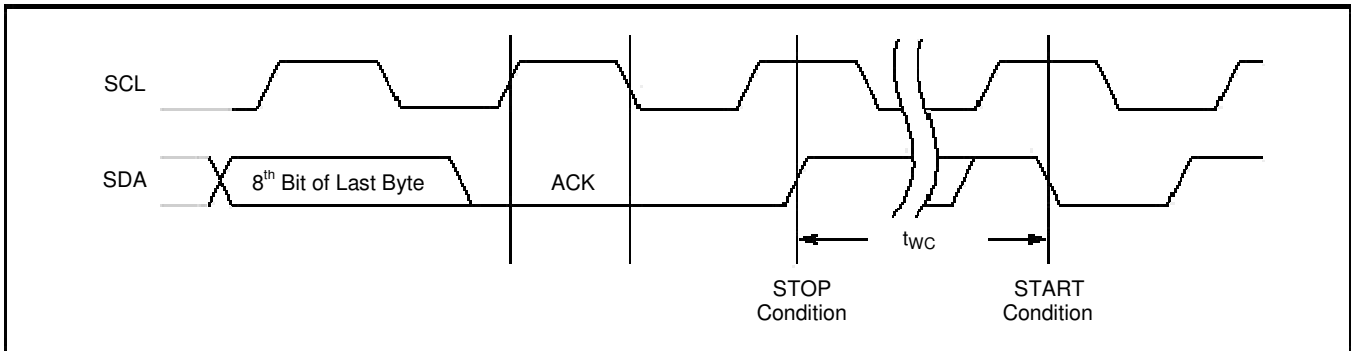 SCL
SDA
8th Bit of Last Byte
ACK
tWC
STOP
Condition
START
Condition